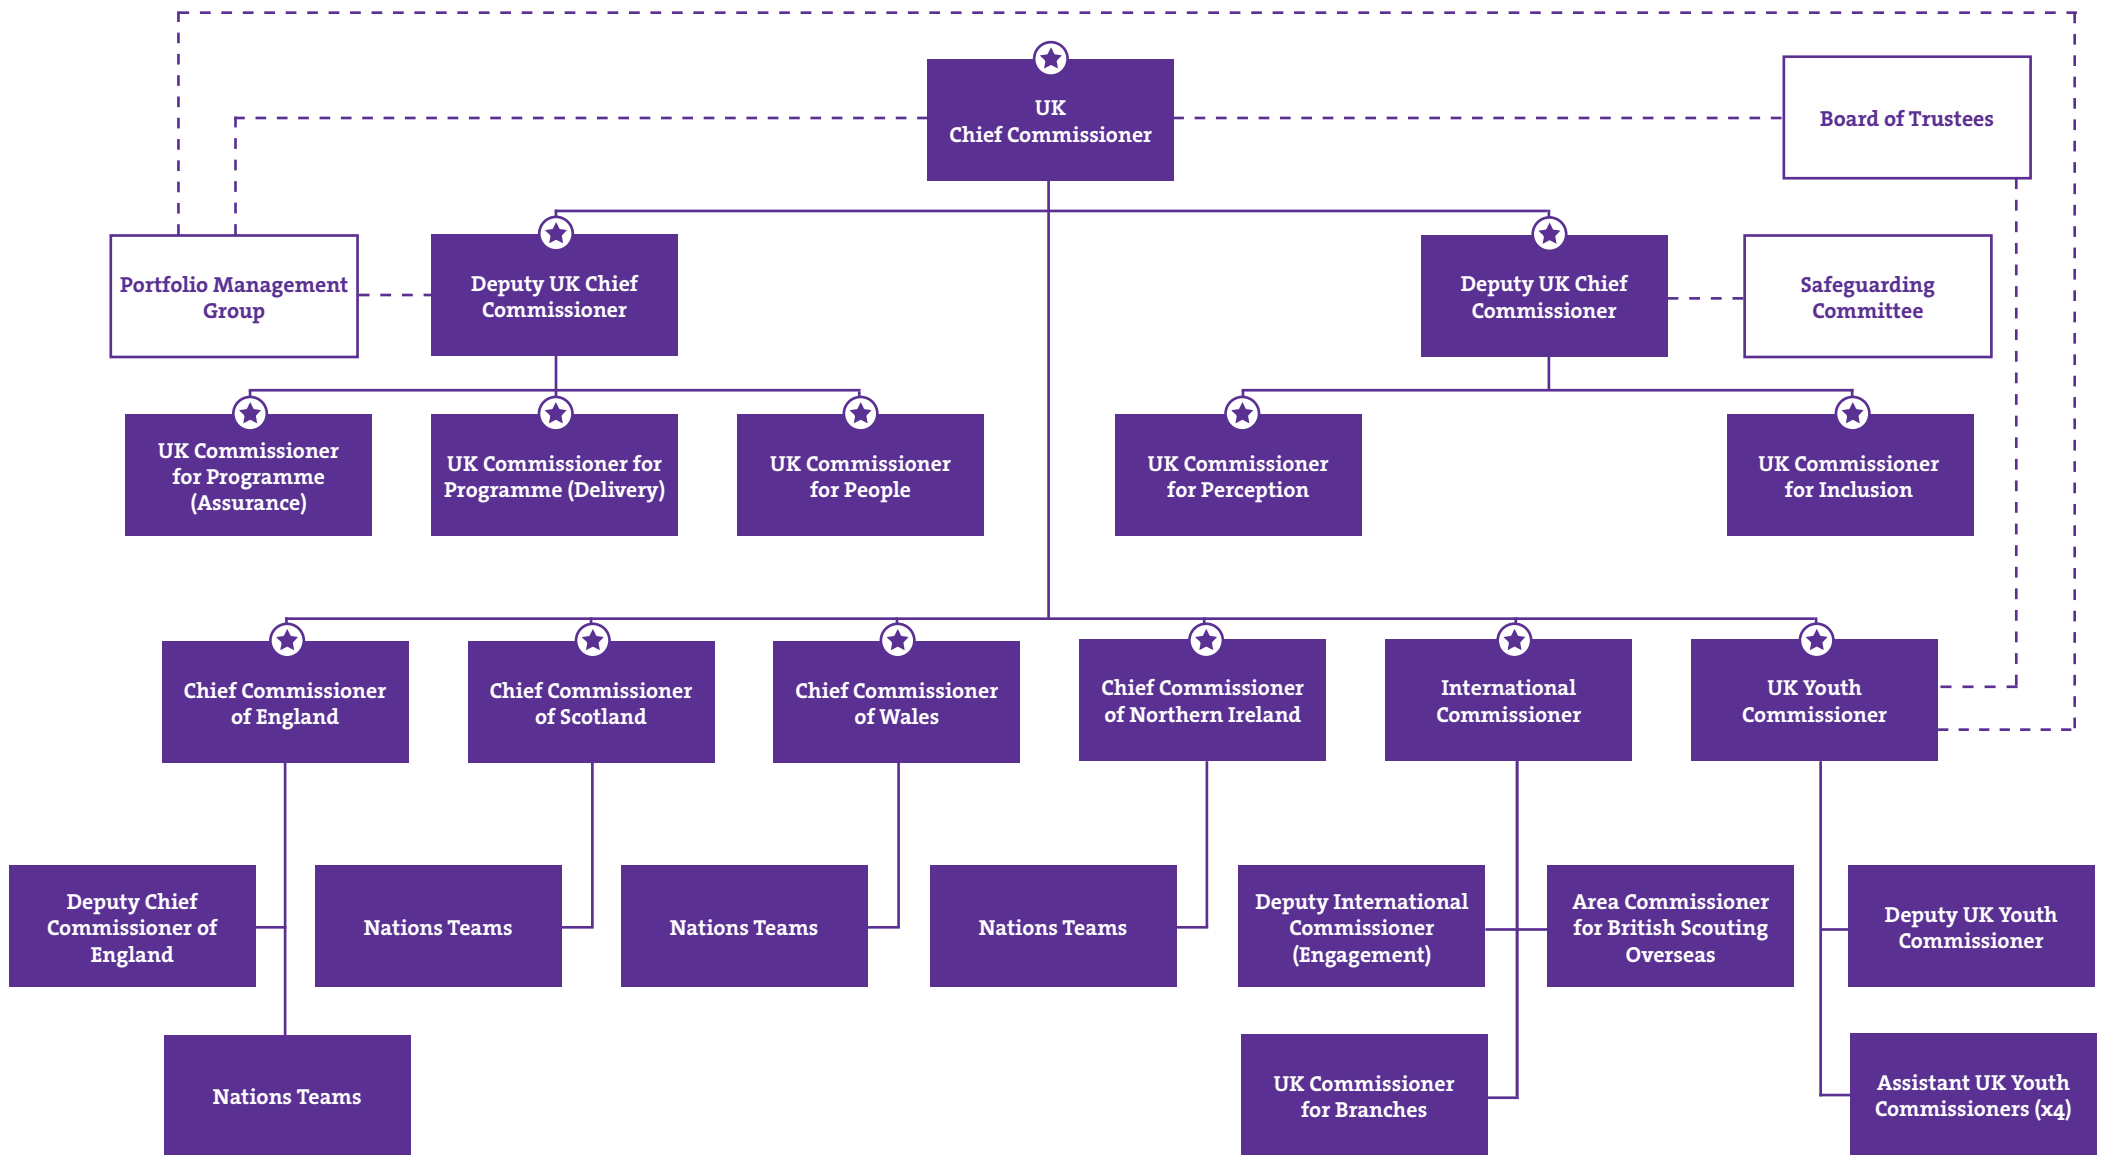 UK
Chief Commissioner
Board of Trustees
Portfolio Management
Group
Deputy UK Chief
Commissioner
Deputy UK Chief
Commissioner
Safeguarding
Committee
UK Commissioner
for Programme
(Assurance)
UK Commissioner for
Programme (Delivery)
UK Commissioner
for People
UK Commissioner
for Perception
UK Commissioner
for Inclusion
Chief Commissioner
of England
Chief Commissioner
of Scotland
Chief Commissioner
of Wales
Chief Commissioner
of Northern Ireland
International
Commissioner
UK Youth
Commissioner
Deputy Chief
Commissioner of
England
Nations Teams
Nations Teams
Nations Teams
Deputy International
Commissioner
(Engagement)
Area Commissioner
for British Scouting
Overseas
Deputy UK Youth
Commissioner
Nations Teams
UK Commissioner
for Branches
Assistant UK Youth
Commissioners (x4)